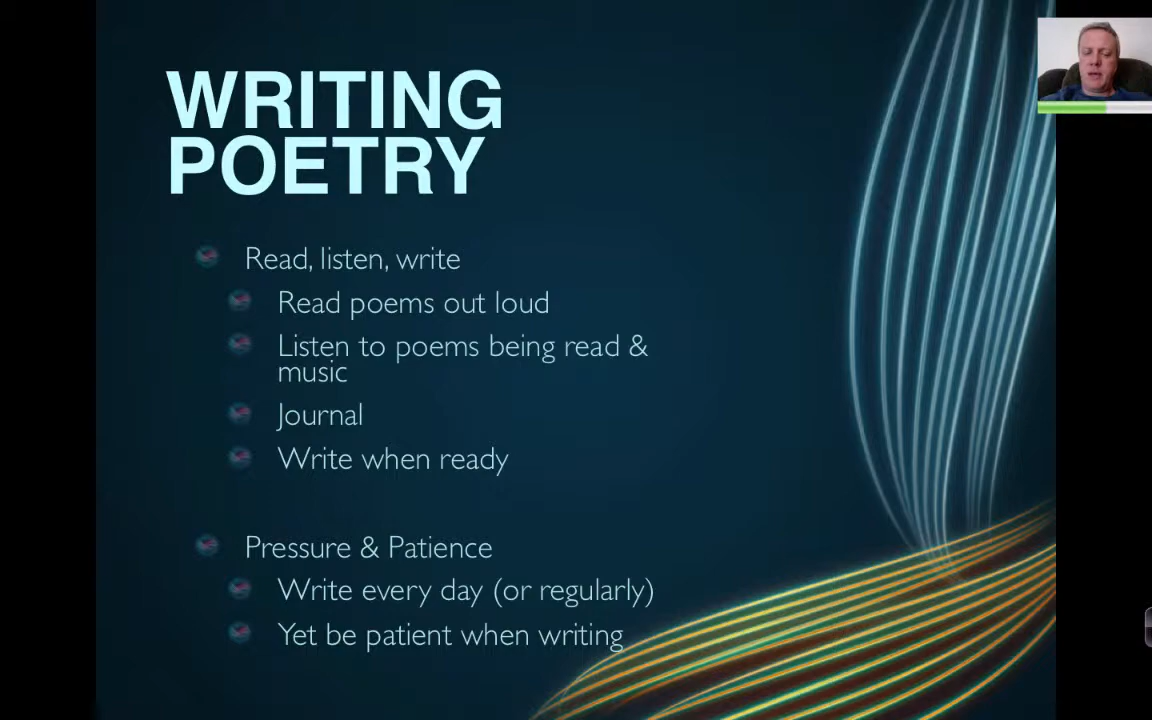 WRITING
POETRY
Read, listen, write
Read poems out loud
Listen to poems being read &
music
Journal
Write when ready
Pressure & Patience
Write every day (or regularly)
Yet be patient when writing